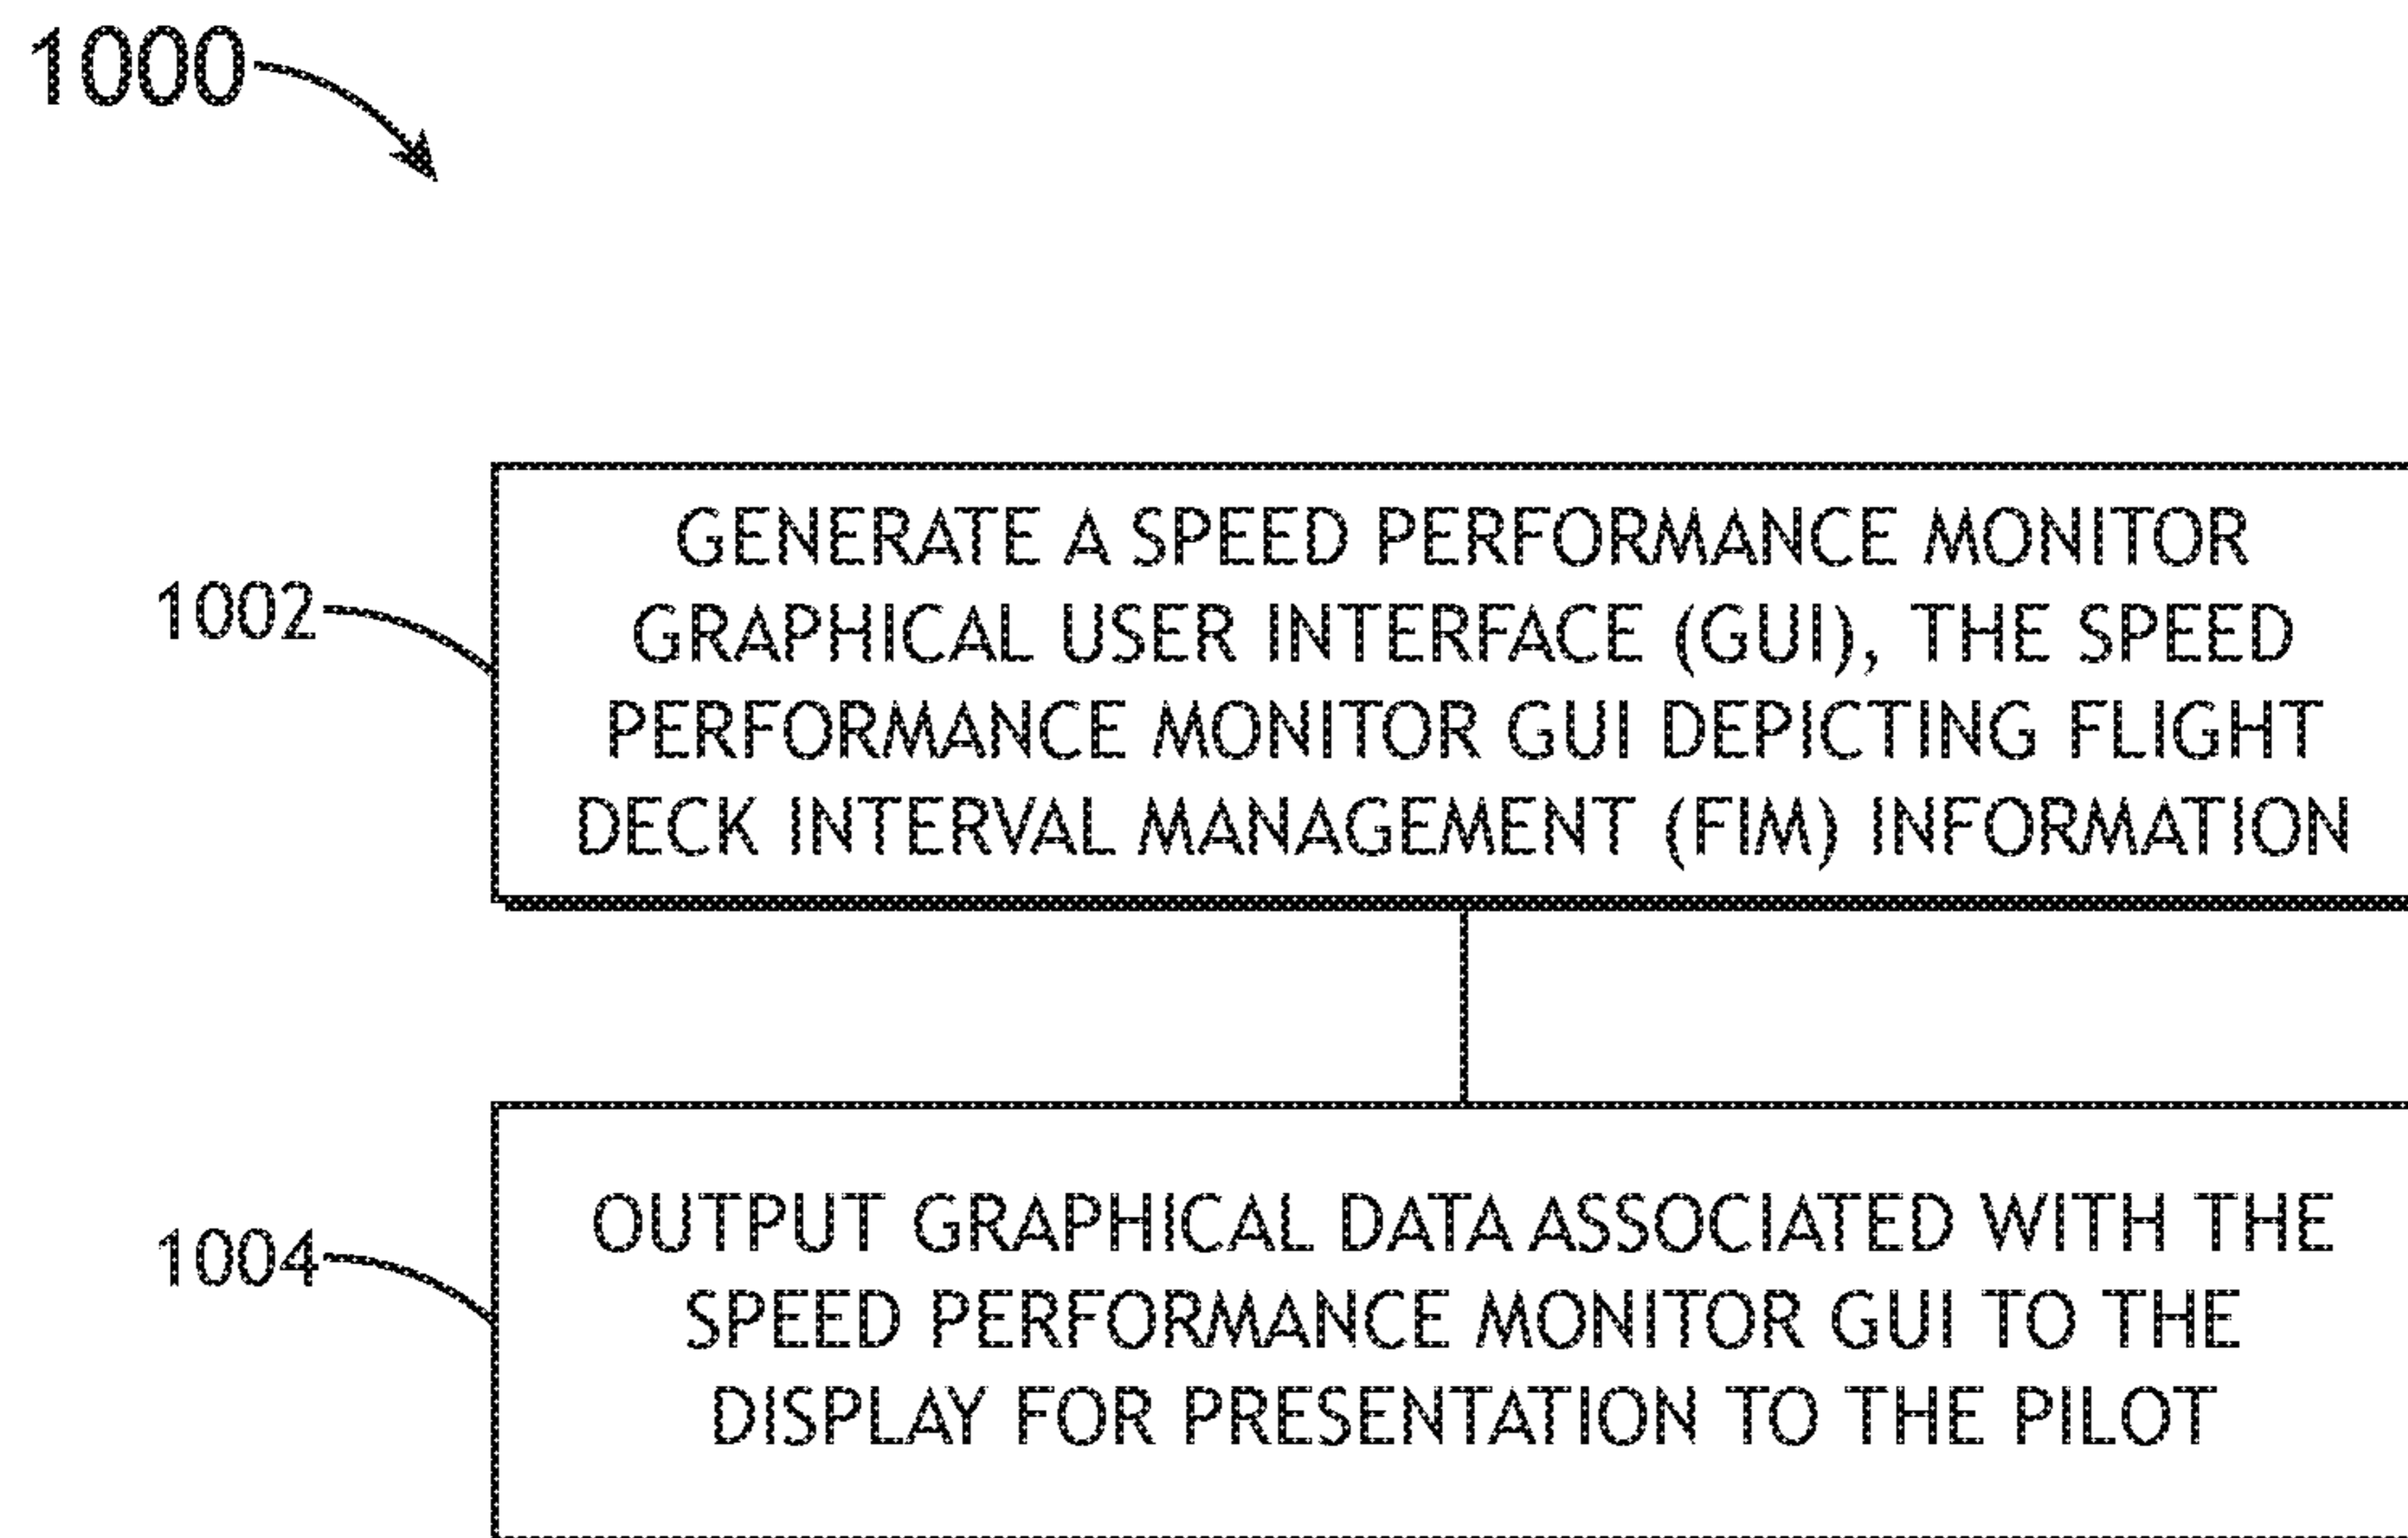 1000
1002
GENERATE A SPEED PERFORMANCE MONITOR
GRAPHICAL USER INTERFACE (GUI), THE SPEED
PERFORMANCE MONITOR GUI DEPICTING FLIGHT
DECK INTERVAL MANAGEMENT (FIM) INFORMATION
1004
OUTPUT GRAPHICAL DATA ASSOCIATED WITH THE
SPEED PERFORMANCE MONITOR GUI TO THE
DISPLAY FOR PRESENTATION TO THE PILOT